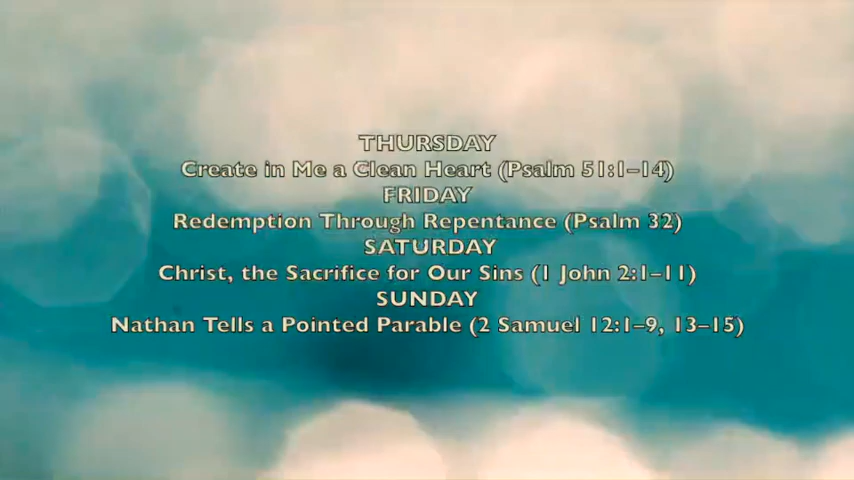 THURSDAY
Create in Me a Clean Heart (Psalm 51:1–14)
FRIDAY
Redemption Through Repentance (Psalm 32)
SATURDAY
Christ, the Sacrifice for Our Sins (1 John 2:1–11)
SUNDAY
Nathan Tells a Pointed Parable (2 Samuel 12:1–9, 13–15)